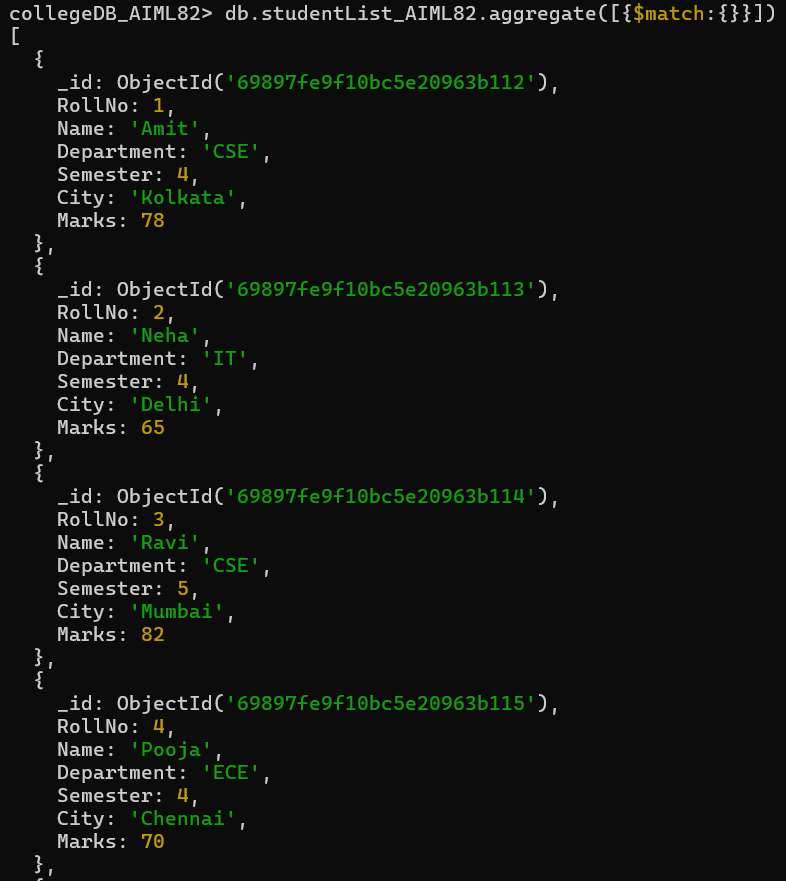 collegeDB_AIML82> db.studentList_AIML82.aggregate([{$match:{}}])
[
  {
    _id: ObjectId('69897fe9f10bc5e20963b112'),
    RollNo: 1,
    Name: 'Amit',
    Department: 'CSE',
    Semester: 4,
    City: 'Kolkata',
    Marks: 78
  },
  {
    _id: ObjectId('69897fe9f10bc5e20963b113'),
    RollNo: 2,
    Name: 'Neha',
    Department: 'IT',
    Semester: 4,
    City: 'Delhi',
    Marks: 65
  },
  {
    _id: ObjectId('69897fe9f10bc5e20963b114'),
    RollNo: 3,
    Name: 'Ravi',
    Department: 'CSE',
    Semester: 5,
    City: 'Mumbai',
    Marks: 82
  },
  {
    _id: ObjectId('69897fe9f10bc5e20963b115'),
    RollNo: 4,
    Name: 'Pooja',
    Department: 'ECE',
    Semester: 4,
    City: 'Chennai',
    Marks: 70
  },